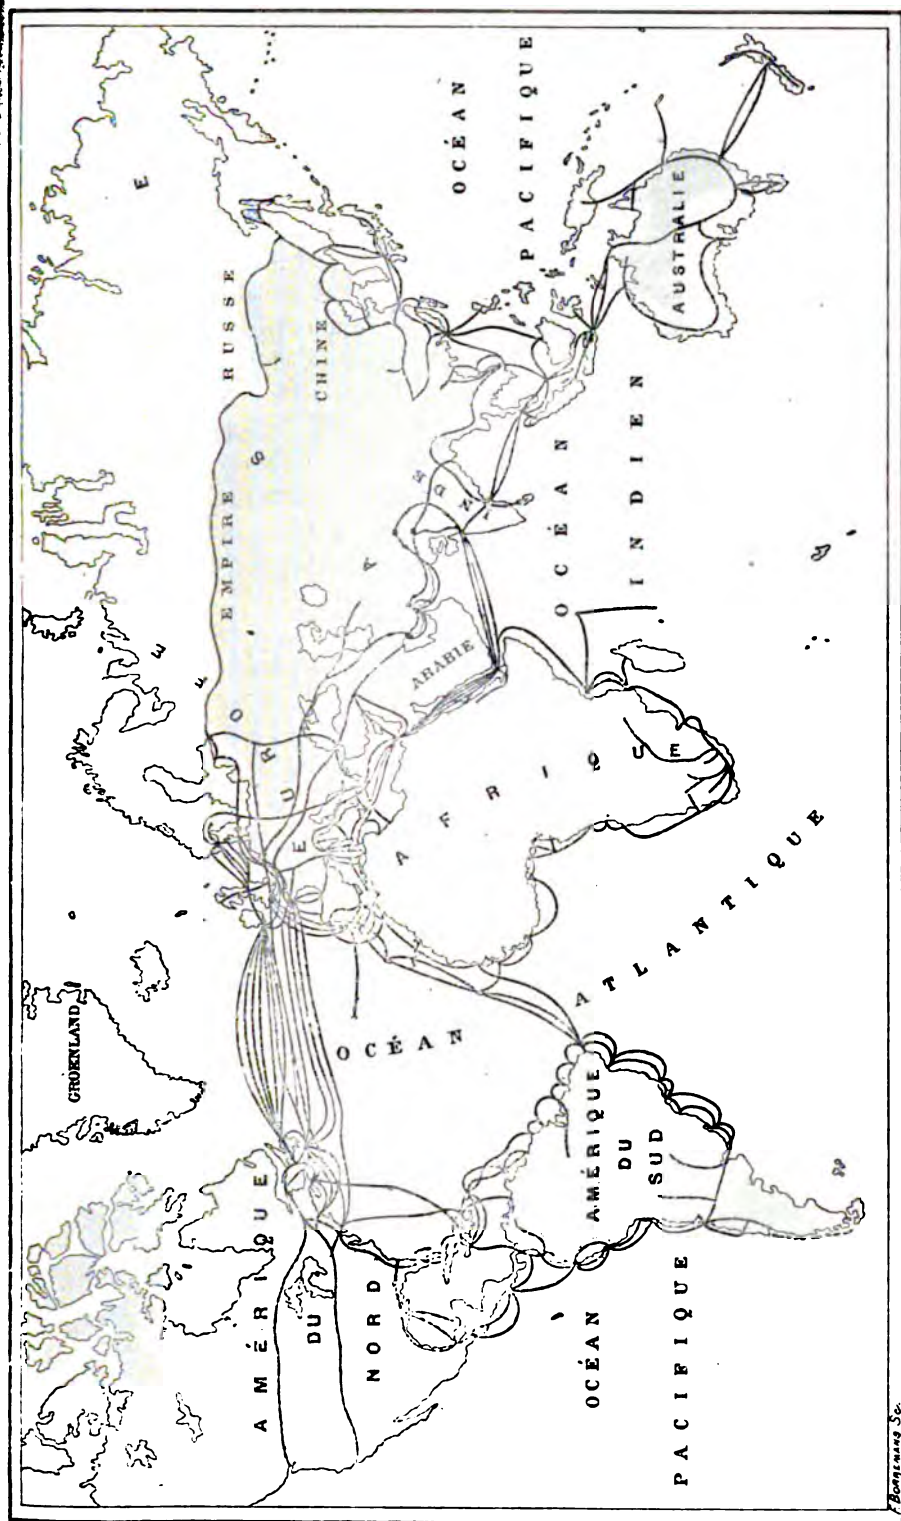 GROENLAND
AMÉRIQUE
DU
NORD
OCÉAN
ATLANTIQUE
EUROPE
EMPIRE RUSSE
ASIE
CHINE
ARABIE
INDE
AFRIQUE
OCÉAN
PACIFIQUE
AMÉRIQUE
DU
SUD
OCÉAN
INDIEN
OCÉAN
PACIFIQUE
AUSTRALIE
F. BORREMANS Sc.